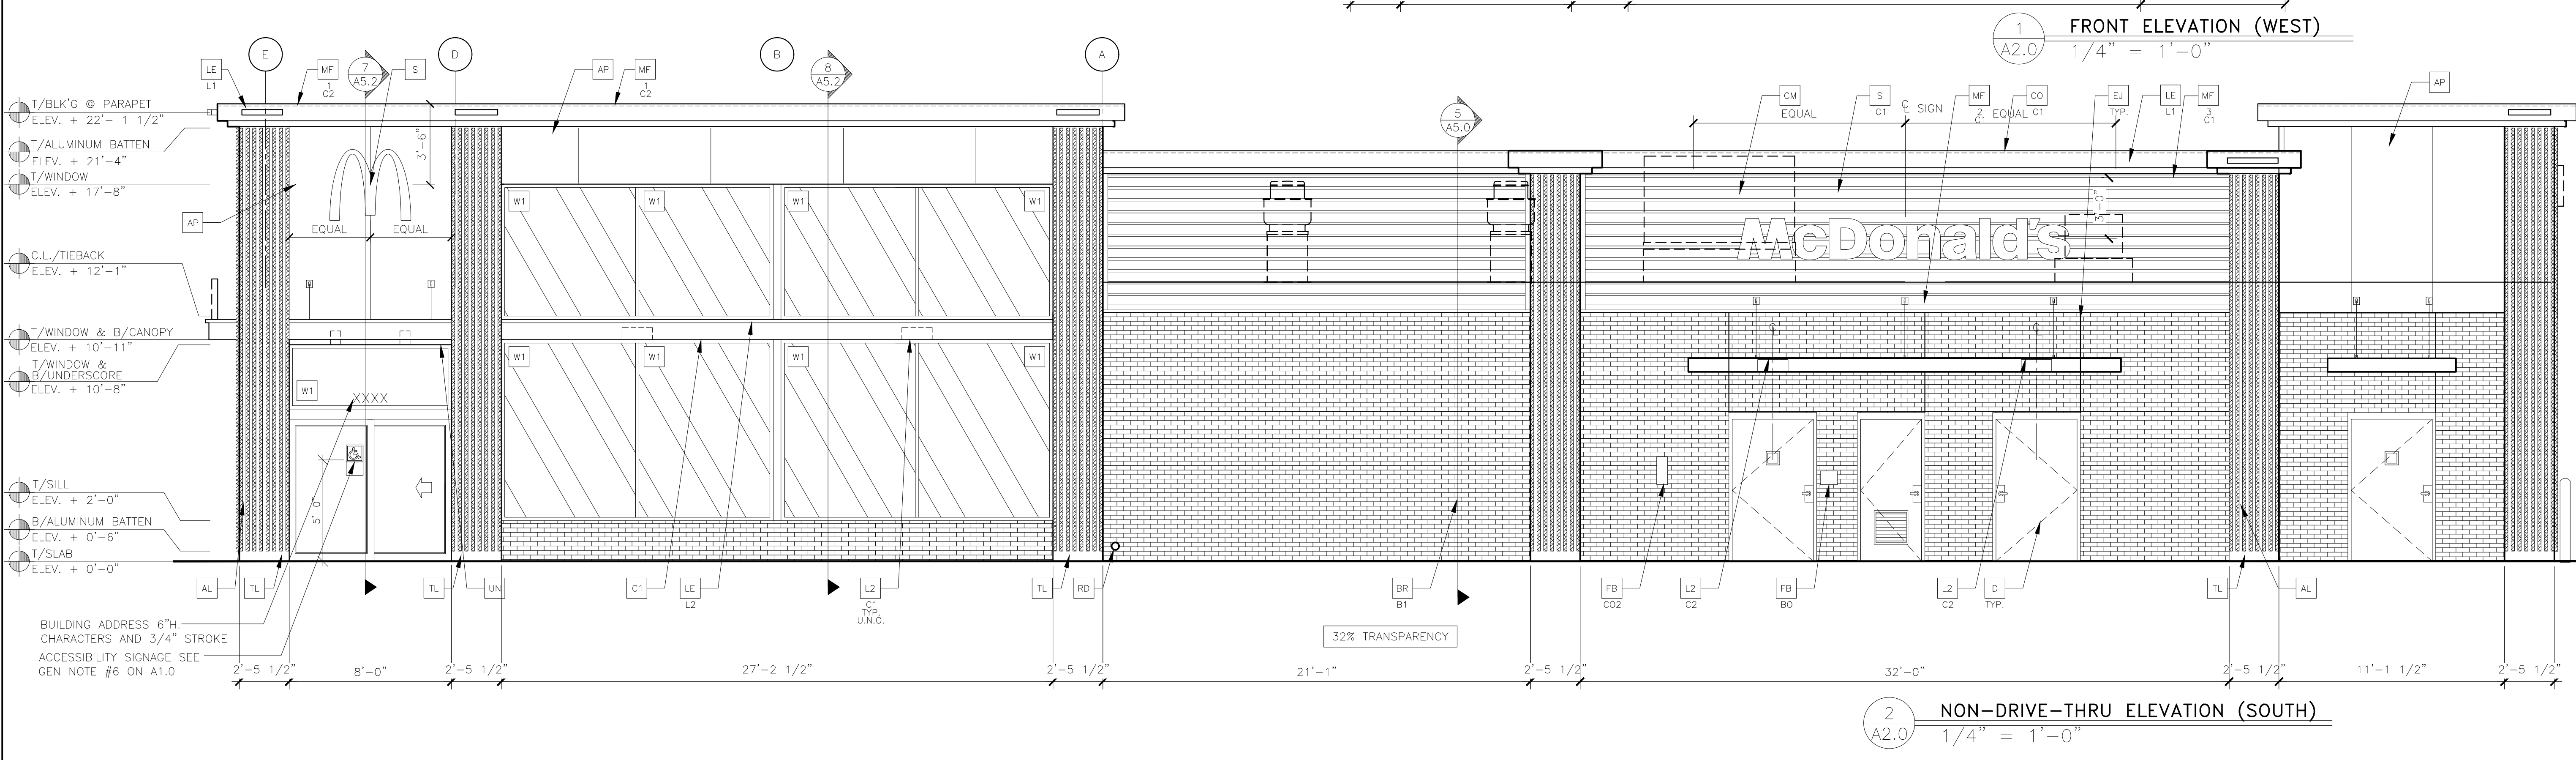 1
A2.0
FRONT ELEVATION (WEST)
1/4" = 1'-0"
E
D
B
A
7
A5.2
8
A5.2
5
A5.0
LE
L1
MF
1
C2
S
AP
MF
1
C2
CM
S
C1
MF
2
C1
CO
C1
EJ
TYP.
LE
L1
MF
3
C1
AP
EQUAL
℄ SIGN
EQUAL
T/BLK'G @ PARAPET
ELEV. + 22'- 1 1/2"
T/ALUMINUM BATTEN
ELEV. + 21'-4"
T/WINDOW
ELEV. + 17'-8"
C.L./TIEBACK
ELEV. + 12'-1"
T/WINDOW & B/CANOPY
ELEV. + 10'-11"
T/WINDOW &
B/UNDERSCORE
ELEV. + 10'-8"
T/SILL
ELEV. + 2'-0"
B/ALUMINUM BATTEN
ELEV. + 0'-6"
T/SLAB
ELEV. + 0'-0"
3'-6"
AP
EQUAL
EQUAL
W1
W1
W1
W1
W1
W1
W1
W1
W1
XXXX
5'-0"
3'-0"
McDonald's
AL
TL
TL
UN
C1
LE
L2
L2
C1
TYP.
U.N.O.
TL
RD
BR
B1
FB
CO2
L2
C2
FB
BO
L2
C2
D
TYP.
TL
AL
BUILDING ADDRESS 6"H.
CHARACTERS AND 3/4" STROKE
ACCESSIBILITY SIGNAGE SEE
GEN NOTE #6 ON A1.0
32% TRANSPARENCY
2'-5 1/2"
8'-0"
2'-5 1/2"
27'-2 1/2"
2'-5 1/2"
21'-1"
2'-5 1/2"
32'-0"
2'-5 1/2"
11'-1 1/2"
2'-5 1/2"
2
A2.0
NON-DRIVE-THRU ELEVATION (SOUTH)
1/4" = 1'-0"